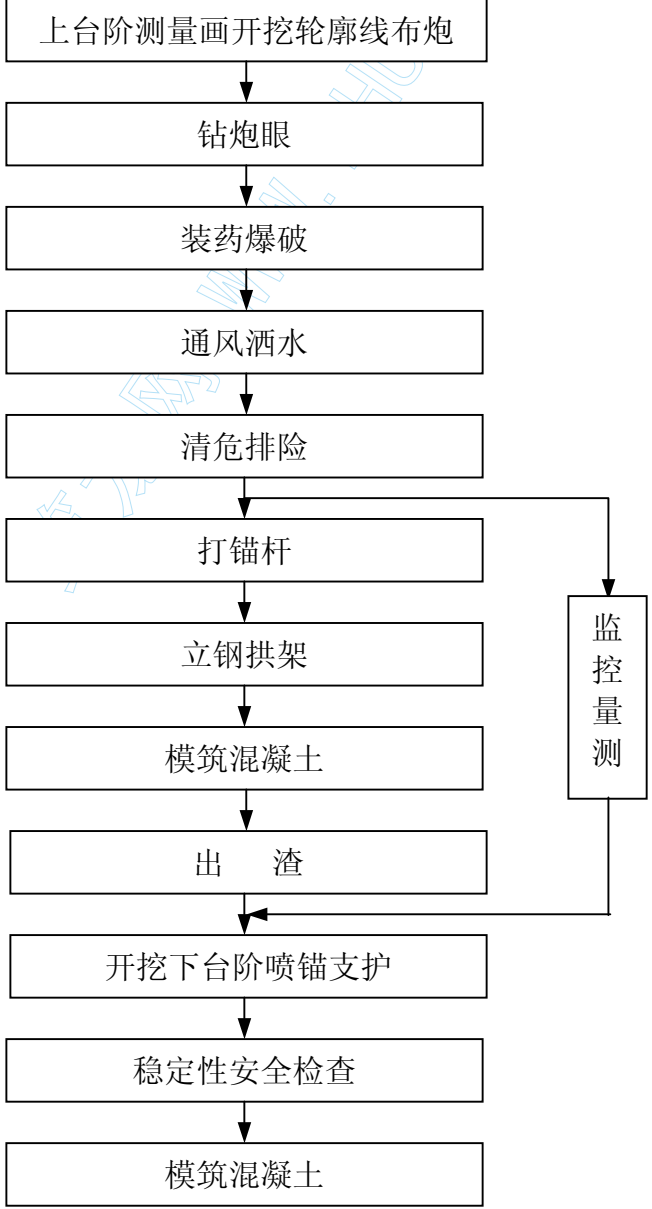 上台阶测量画开挖轮廓线布炮
钻炮眼
装药爆破
通风洒水
清危排险
打锚杆
立钢拱架
监控量测
模筑混凝土
出 渣
开挖下台阶喷锚支护
稳定性安全检查
模筑混凝土